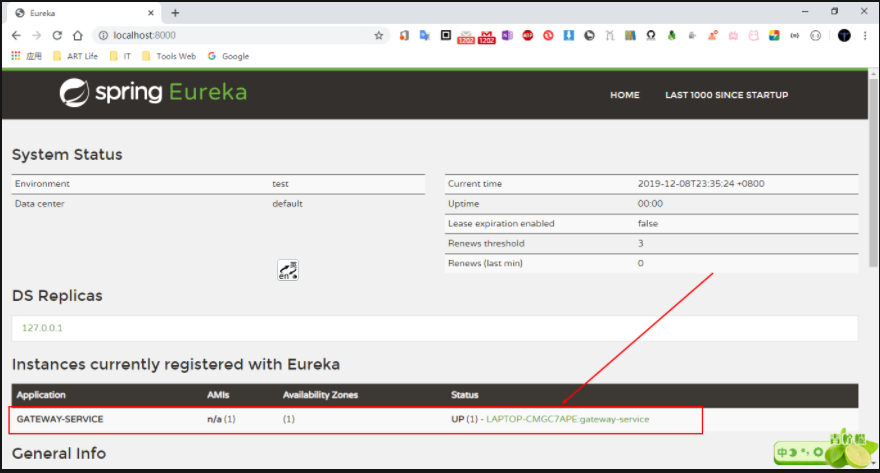 Eureka
localhost:8000
1202 1202
应用 ART Life IT Tools Web Google
spring Eureka
HOME LAST 1000 SINCE STARTUP
System Status
Environment test
Data center default
Current time 2019-12-08T23:35:24 +0800
Uptime 00:00
Lease expiration enabled false
Renews threshold 3
Renews (last min) 0
en
DS Replicas
127.0.0.1
Instances currently registered with Eureka
Application AMIs Availability Zones Status
GATEWAY-SERVICE n/a (1) (1) UP (1) - LAPTOP-CMGC7APE:gateway-service
General Info
青柠檬
中